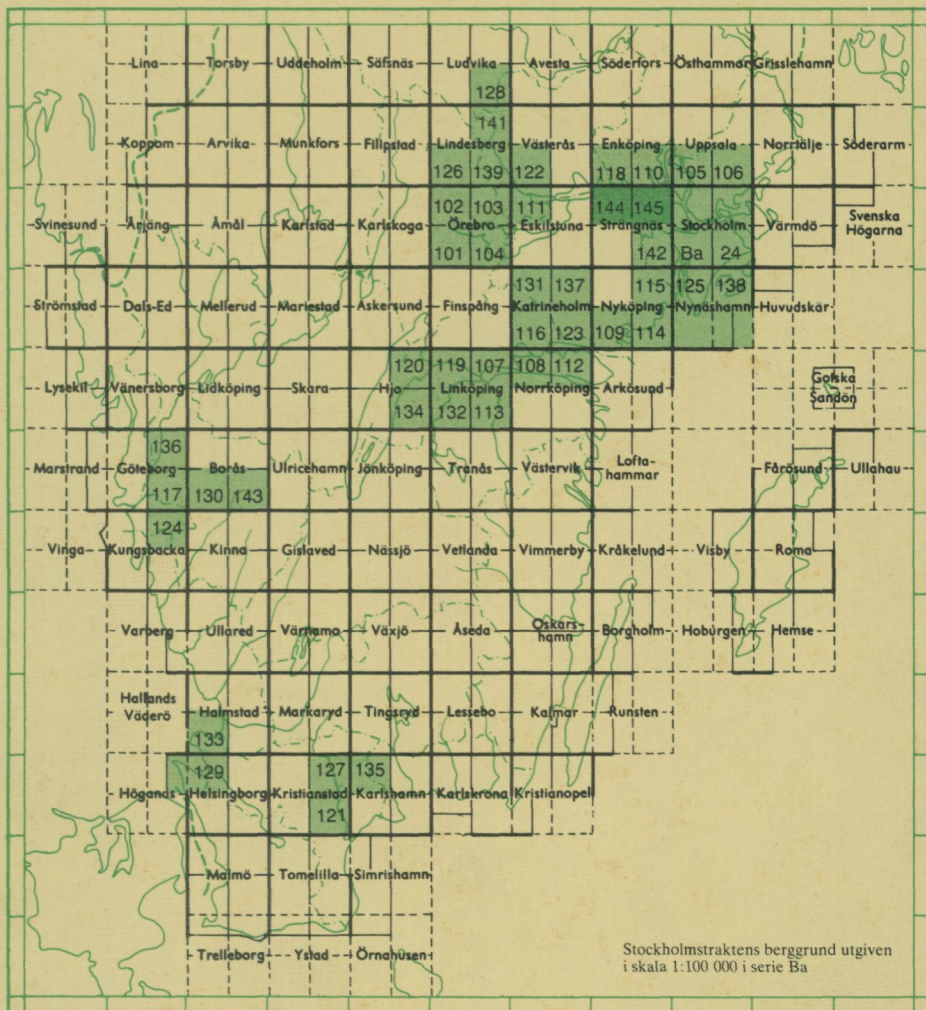 Lina Torsby Uddeholm Säfsnäs Ludvika Avesta Söderfors Östhammar Grisslehamn
128
141
Koppom Arvika Munkfors Filipstad Lindesberg Västerås Enköping Uppsala Norrtälje Söderarm
126 139 122 118 110 105 106
102 103 111 144 145
Svinesund Årjäng Åmål Karlstad Karlskoga Örebro Eskilstuna Strängnäs Stockholm Värmdö Svenska
Högarna
101 104 142 Ba 24
131 137 115 125 138
Strömstad Dals-Ed Mellerud Mariestad Askersund Finspång Katrineholm Nyköping Nynäshamn Huvudskär
116 123 109 114
120 119 107 108 112
Lysekil Vänersborg Lidköping Skara Hjo Linköping Norrköping Arkösund Gotska
Sandön
134 132 113
136
Marstrand Göteborg Borås Ulricehamn Jönköping Tranås Västervik Lofta-
hammar Fårösund Ullahau
117 130 143
124
Vinga Kungsbacka Kinna Gislaved Nässjö Vetlanda Vimmerby Kråkelund Visby Roma
Varberg Ullared Värnamo Växjö Åseda Oskars-
hamn Borgholm Hoburgen Hemse
Hallands
Väderö Halmstad Markaryd Tingsryd Lessebo Kalmar Runsten
133
129 127 135
Höganäs Helsingborg Kristianstad Karlshamn Karlskrona Kristianopel
121
Malmö Tomelilla Simrishamn
Trelleborg Ystad Örnahusen
Stockholmstraktens berggrund utgiven
i skala 1:100 000 i serie Ba